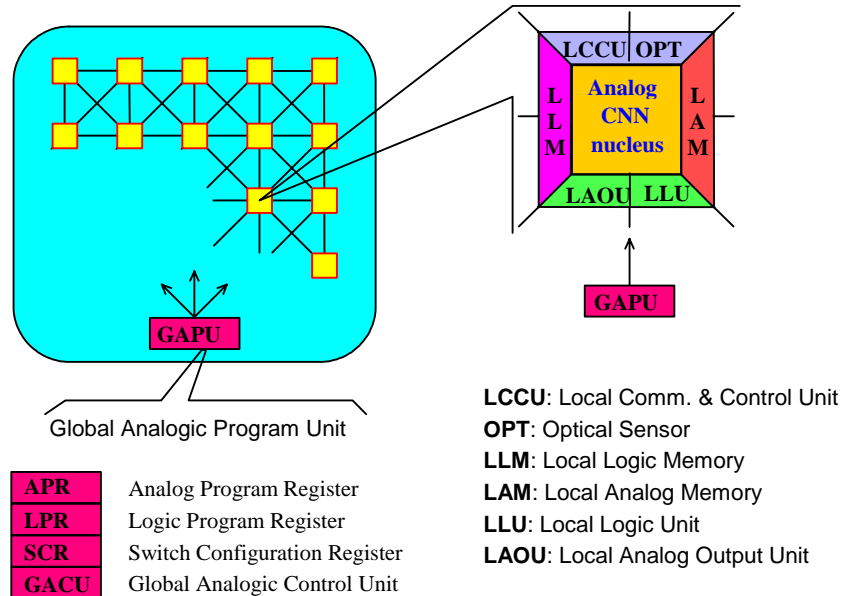 LCCU OPT
LLM
Analog
CNN
nucleus
LAM
LAOU LLU
GAPU
GAPU
Global Analogic Program Unit
APR Analog Program Register
LPR Logic Program Register
SCR Switch Configuration Register
GACU Global Analogic Control Unit
LCCU: Local Comm. & Control Unit
OPT: Optical Sensor
LLM: Local Logic Memory
LAM: Local Analog Memory
LLU: Local Logic Unit
LAOU: Local Analog Output Unit